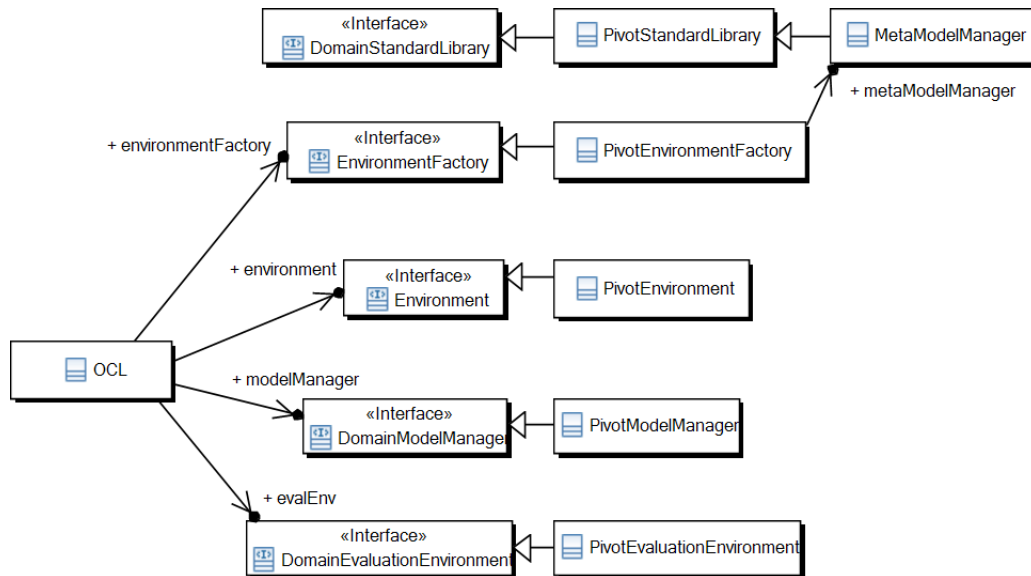 «Interface»
DomainStandardLibrary
PivotStandardLibrary
MetaModelManager
+ metaModelManager
+ environmentFactory
«Interface»
EnvironmentFactory
PivotEnvironmentFactory
+ environment
«Interface»
Environment
PivotEnvironment
OCL
+ modelManager
«Interface»
DomainModelManager
PivotModelManager
+ evalEnv
«Interface»
DomainEvaluationEnvironment
PivotEvaluationEnvironment